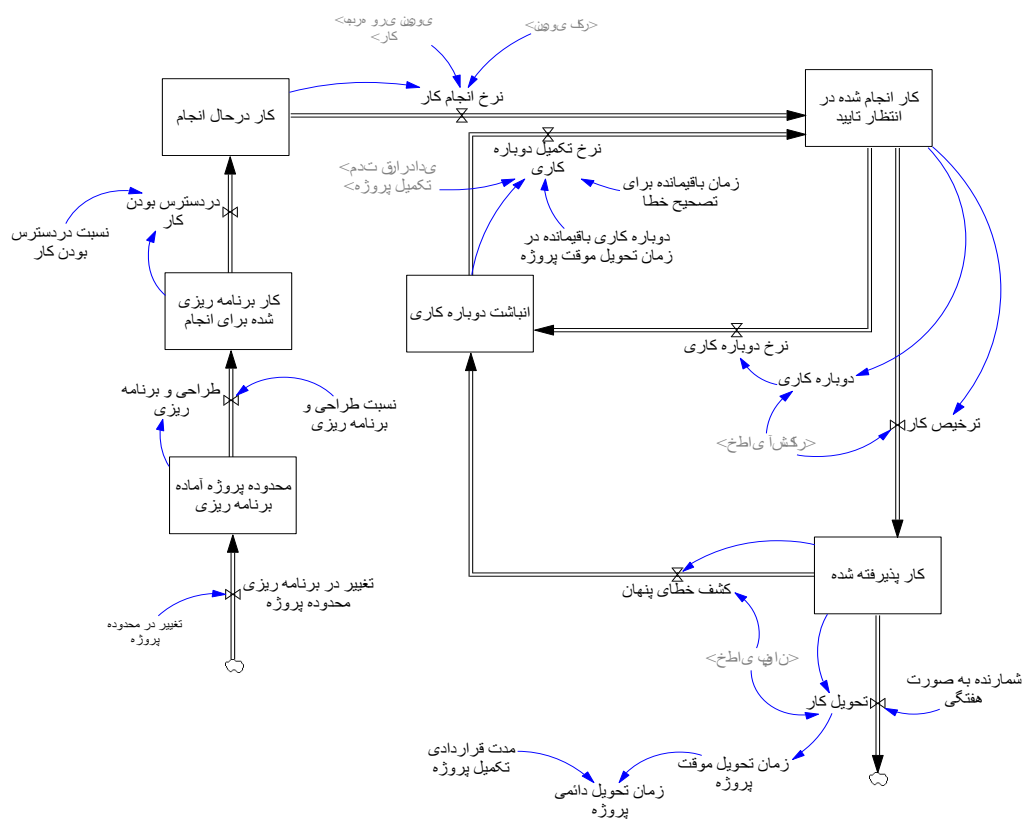 نرخ انجام کار
کار درحال انجام
کار انجام شده در
انتظار تایید
نرخ تکمیل دوباره
کاری
زمان باقیمانده برای
تصحیح خطا
دردسترس بودن
کار
نسبت دردسترس
بودن کار
دوباره کاری باقیمانده در
زمان تحویل موقت پروژه
کار برنامه ریزی
شده برای انجام
انباشت دوباره کاری
نرخ دوباره کاری
دوباره کاری
طراحی و برنامه
ریزی
نسبت طراحی و
برنامه ریزی
ترخیص کار
محدوده پروژه آماده
برنامه ریزی
کار پذیرفته شده
کشف خطای پنهان
تغییر در برنامه ریزی
محدوده پروژه
تغییر در محدوده
پروژه
شمارنده به صورت
هفتگی
تحویل کار
مدت قراردادی
تکمیل پروژه
زمان تحویل موقت
پروژه
زمان تحویل دائمی
پروژه